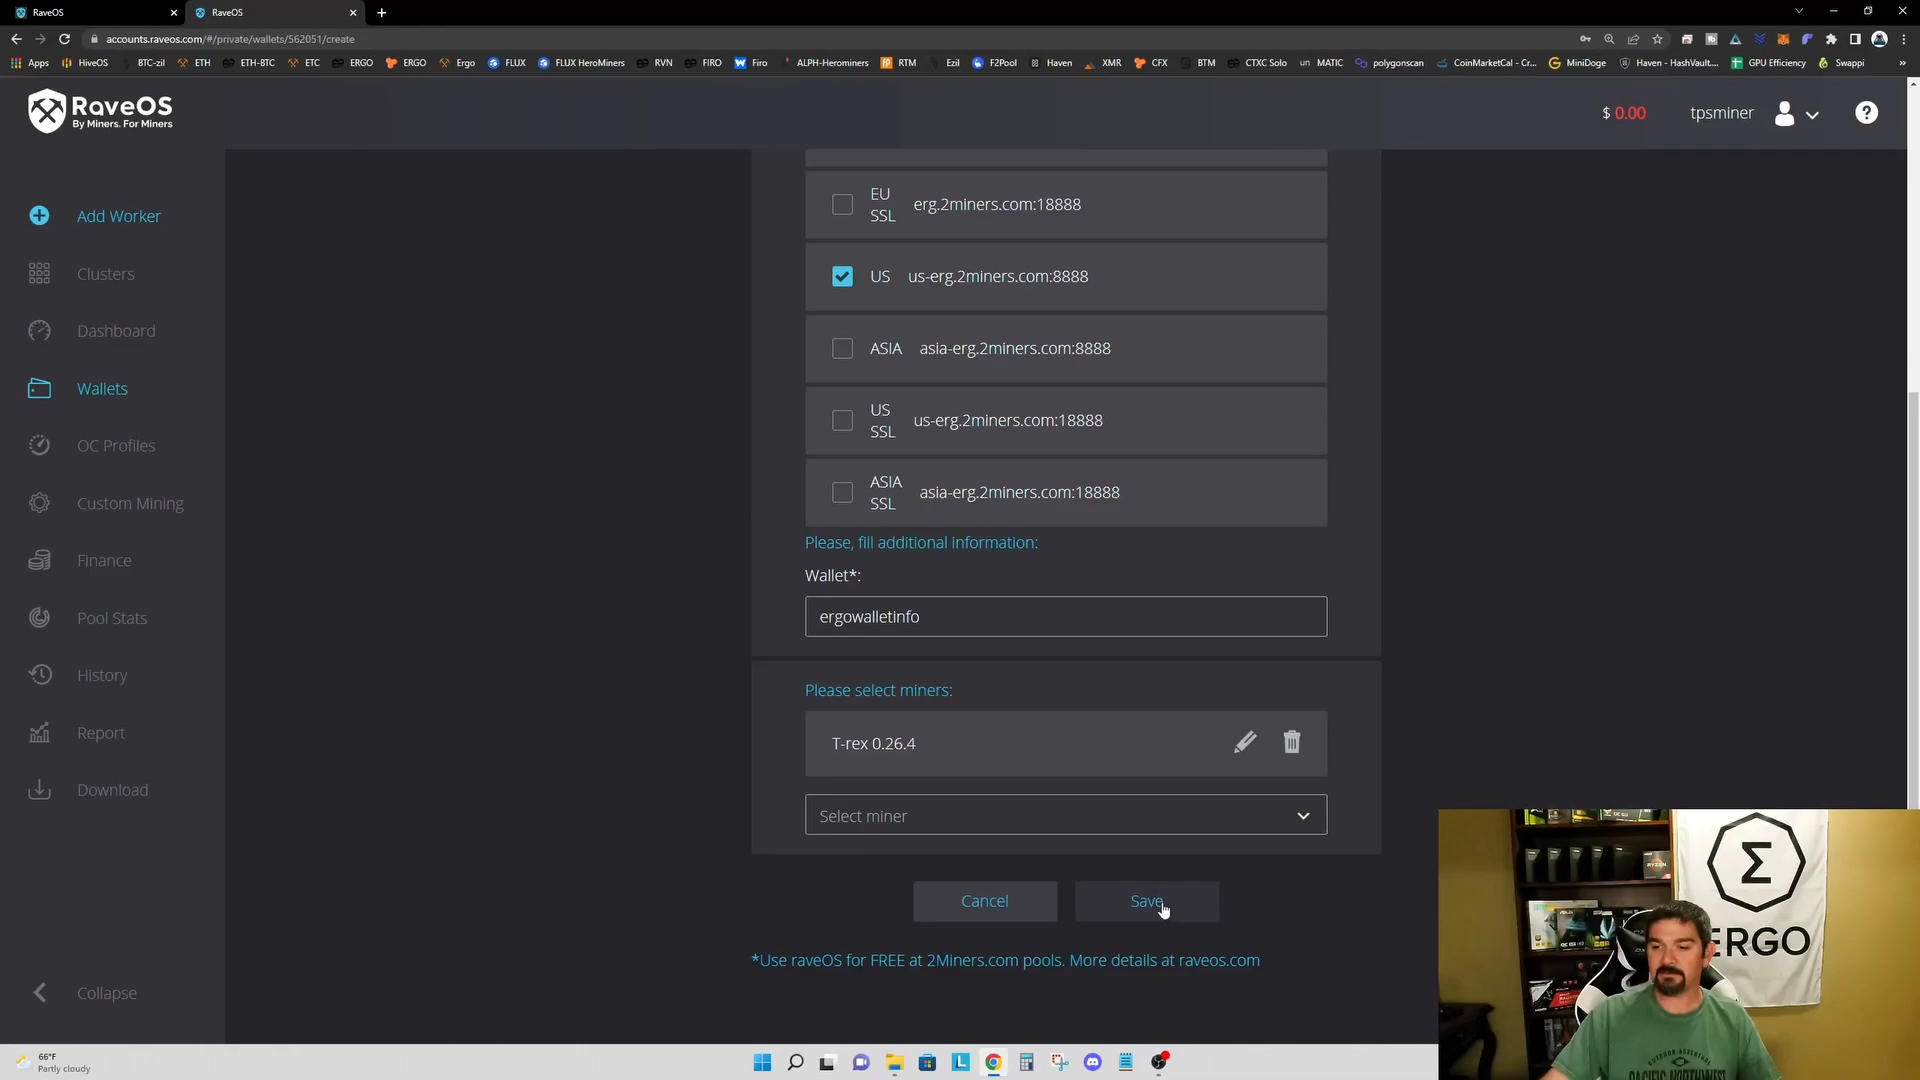 RaveOS
RaveOS
accounts.raveos.com/#/private/wallets/562051/create
Apps HiveOS BTC-zil ETH ETH-BTC ETC ERGO ERGO Ergo FLUX FLUX HeroMiners RVN FIRO Firo ALPH-Herominers RTM Ezil F2Pool Haven XMR CFX BTM CTXC Solo MATIC polygonscan CoinMarketCal - Cr... MiniDoge Haven - HashVault.... GPU Efficiency Swappi »
RaveOS
By Miners. For Miners
$ 0.00
tpsminer
Add Worker
Clusters
Dashboard
Wallets
OC Profiles
Custom Mining
Finance
Pool Stats
History
Report
Download
Collapse
EU
SSL
erg.2miners.com:18888
US us-erg.2miners.com:8888
ASIA asia-erg.2miners.com:8888
US
SSL
us-erg.2miners.com:18888
ASIA
SSL
asia-erg.2miners.com:18888
Please, fill additional information:
Wallet*:
ergowalletinfo
Please select miners:
T-rex 0.26.4
Select miner
Cancel
Save
*Use raveOS for FREE at 2Miners.com pools. More details at raveos.com
Σ
ERGO
RYZEN
PACIFIC NORTHWEST
66°F
Partly cloudy